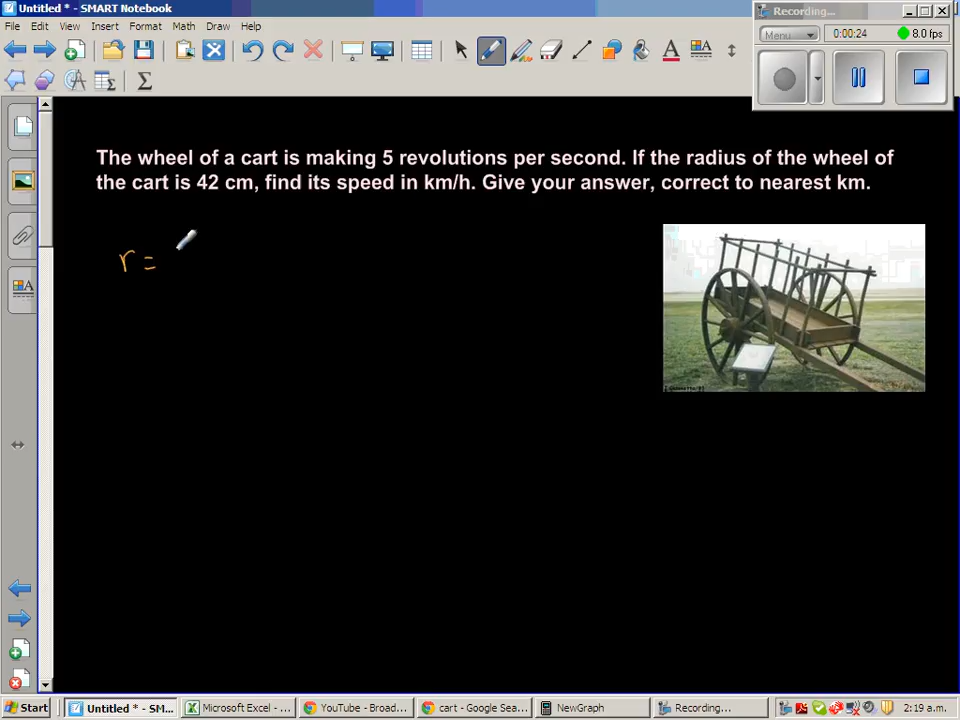 Untitled * - SMART Notebook
Recording...
File Edit View Insert Format Math Draw Help
Menu 0:00:24 8.0 fps
The wheel of a cart is making 5 revolutions per second. If the radius of the wheel of
the cart is 42 cm, find its speed in km/h. Give your answer, correct to nearest km.
r =
Start Untitled * - SM... Microsoft Excel - ... YouTube - Broad... cart - Google Sea... NewGraph Recording... 2:19 a.m.